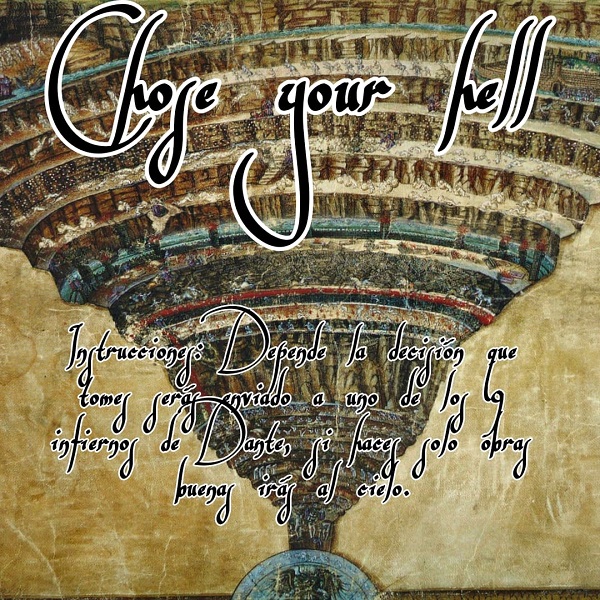 Chose your hell
Instrucciones: Depende la decisión que
tomes serás enviado a uno de los 9
infiernos de Dante, si haces solo obras
buenas irás al cielo.